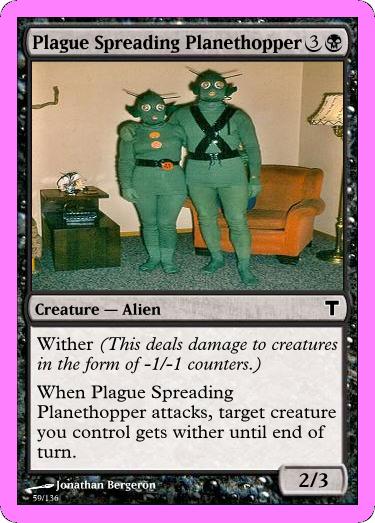 Plague Spreading Planethopper 3
Creature — Alien T
Wither (This deals damage to creatures
in the form of -1/-1 counters.)
When Plague Spreading
Planethopper attacks, target creature
you control gets wither until end of
turn.
Jonathan Bergeron
59/136
2/3